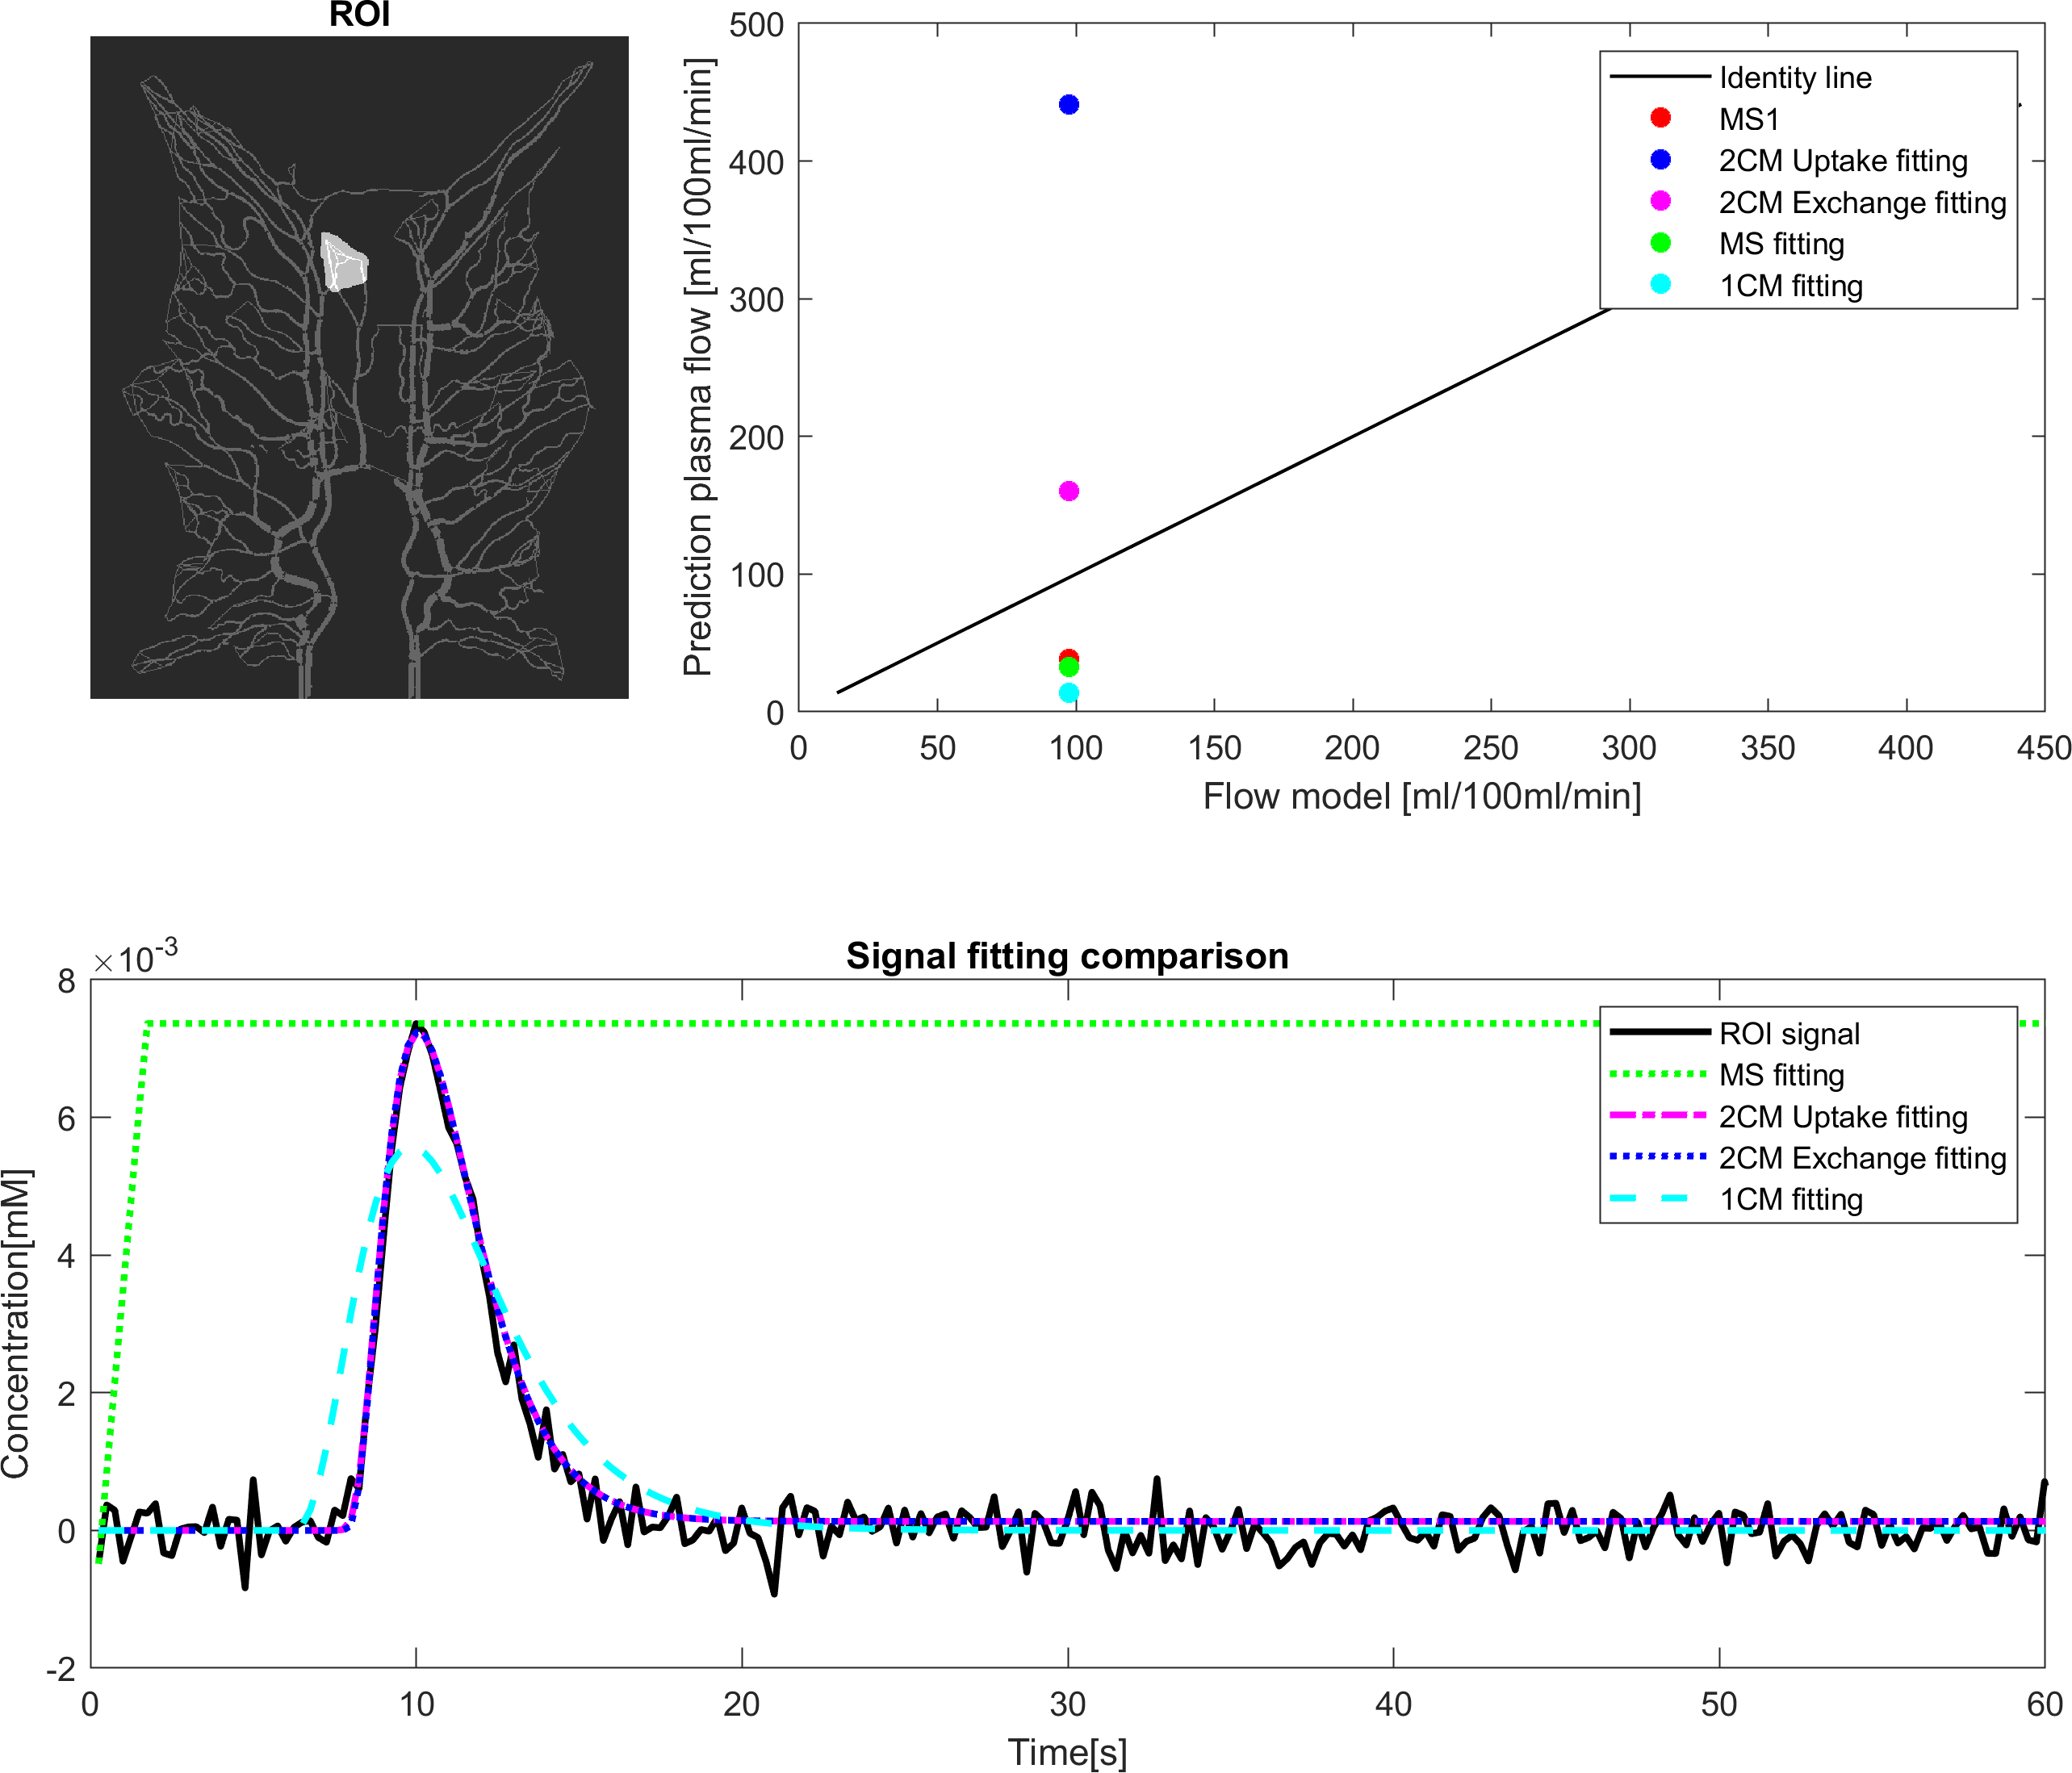 ROI
500
400
300
200
100
0
Prediction plasma flow [ml/100ml/min]
Identity line
MS1
2CM Uptake fitting
2CM Exchange fitting
MS fitting
1CM fitting
0 50 100 150 200 250 300 350 400 450
Flow model [ml/100ml/min]
Signal fitting comparison
×10-3
8
6
4
2
0
-2
Concentration[mM]
ROI signal
MS fitting
2CM Uptake fitting
2CM Exchange fitting
1CM fitting
0 10 20 30 40 50 60
Time[s]